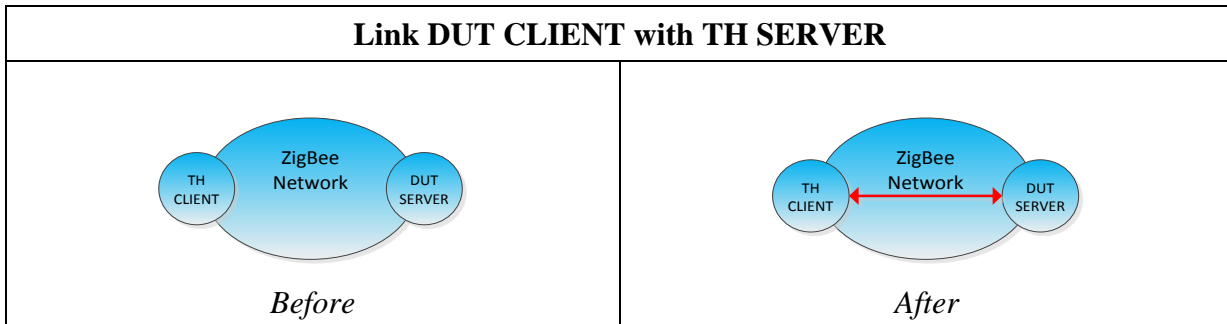 Link DUT CLIENT with TH SERVER
ZigBee
Network
TH
CLIENT
DUT
SERVER
Before
ZigBee
Network
TH
CLIENT
DUT
SERVER
After